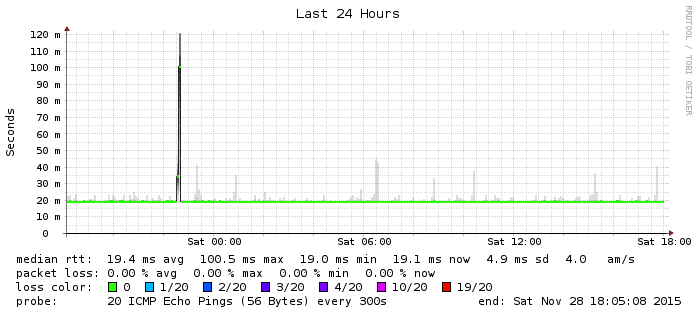 Last 24 Hours
RRDTOOL / TOBI OETIKER
Seconds
120 m
110 m
100 m
90 m
80 m
70 m
60 m
50 m
40 m
30 m
20 m
10 m
0
Sat 00:00 Sat 06:00 Sat 12:00 Sat 18:00
median rtt: 19.4 ms avg 100.5 ms max 19.0 ms min 19.1 ms now 4.9 ms sd 4.0 am/s
packet loss: 0.00 % avg 0.00 % max 0.00 % min 0.00 % now
loss color: 0 1/20 2/20 3/20 4/20 10/20 19/20
probe: 20 ICMP Echo Pings (56 Bytes) every 300s end: Sat Nov 28 18:05:08 2015